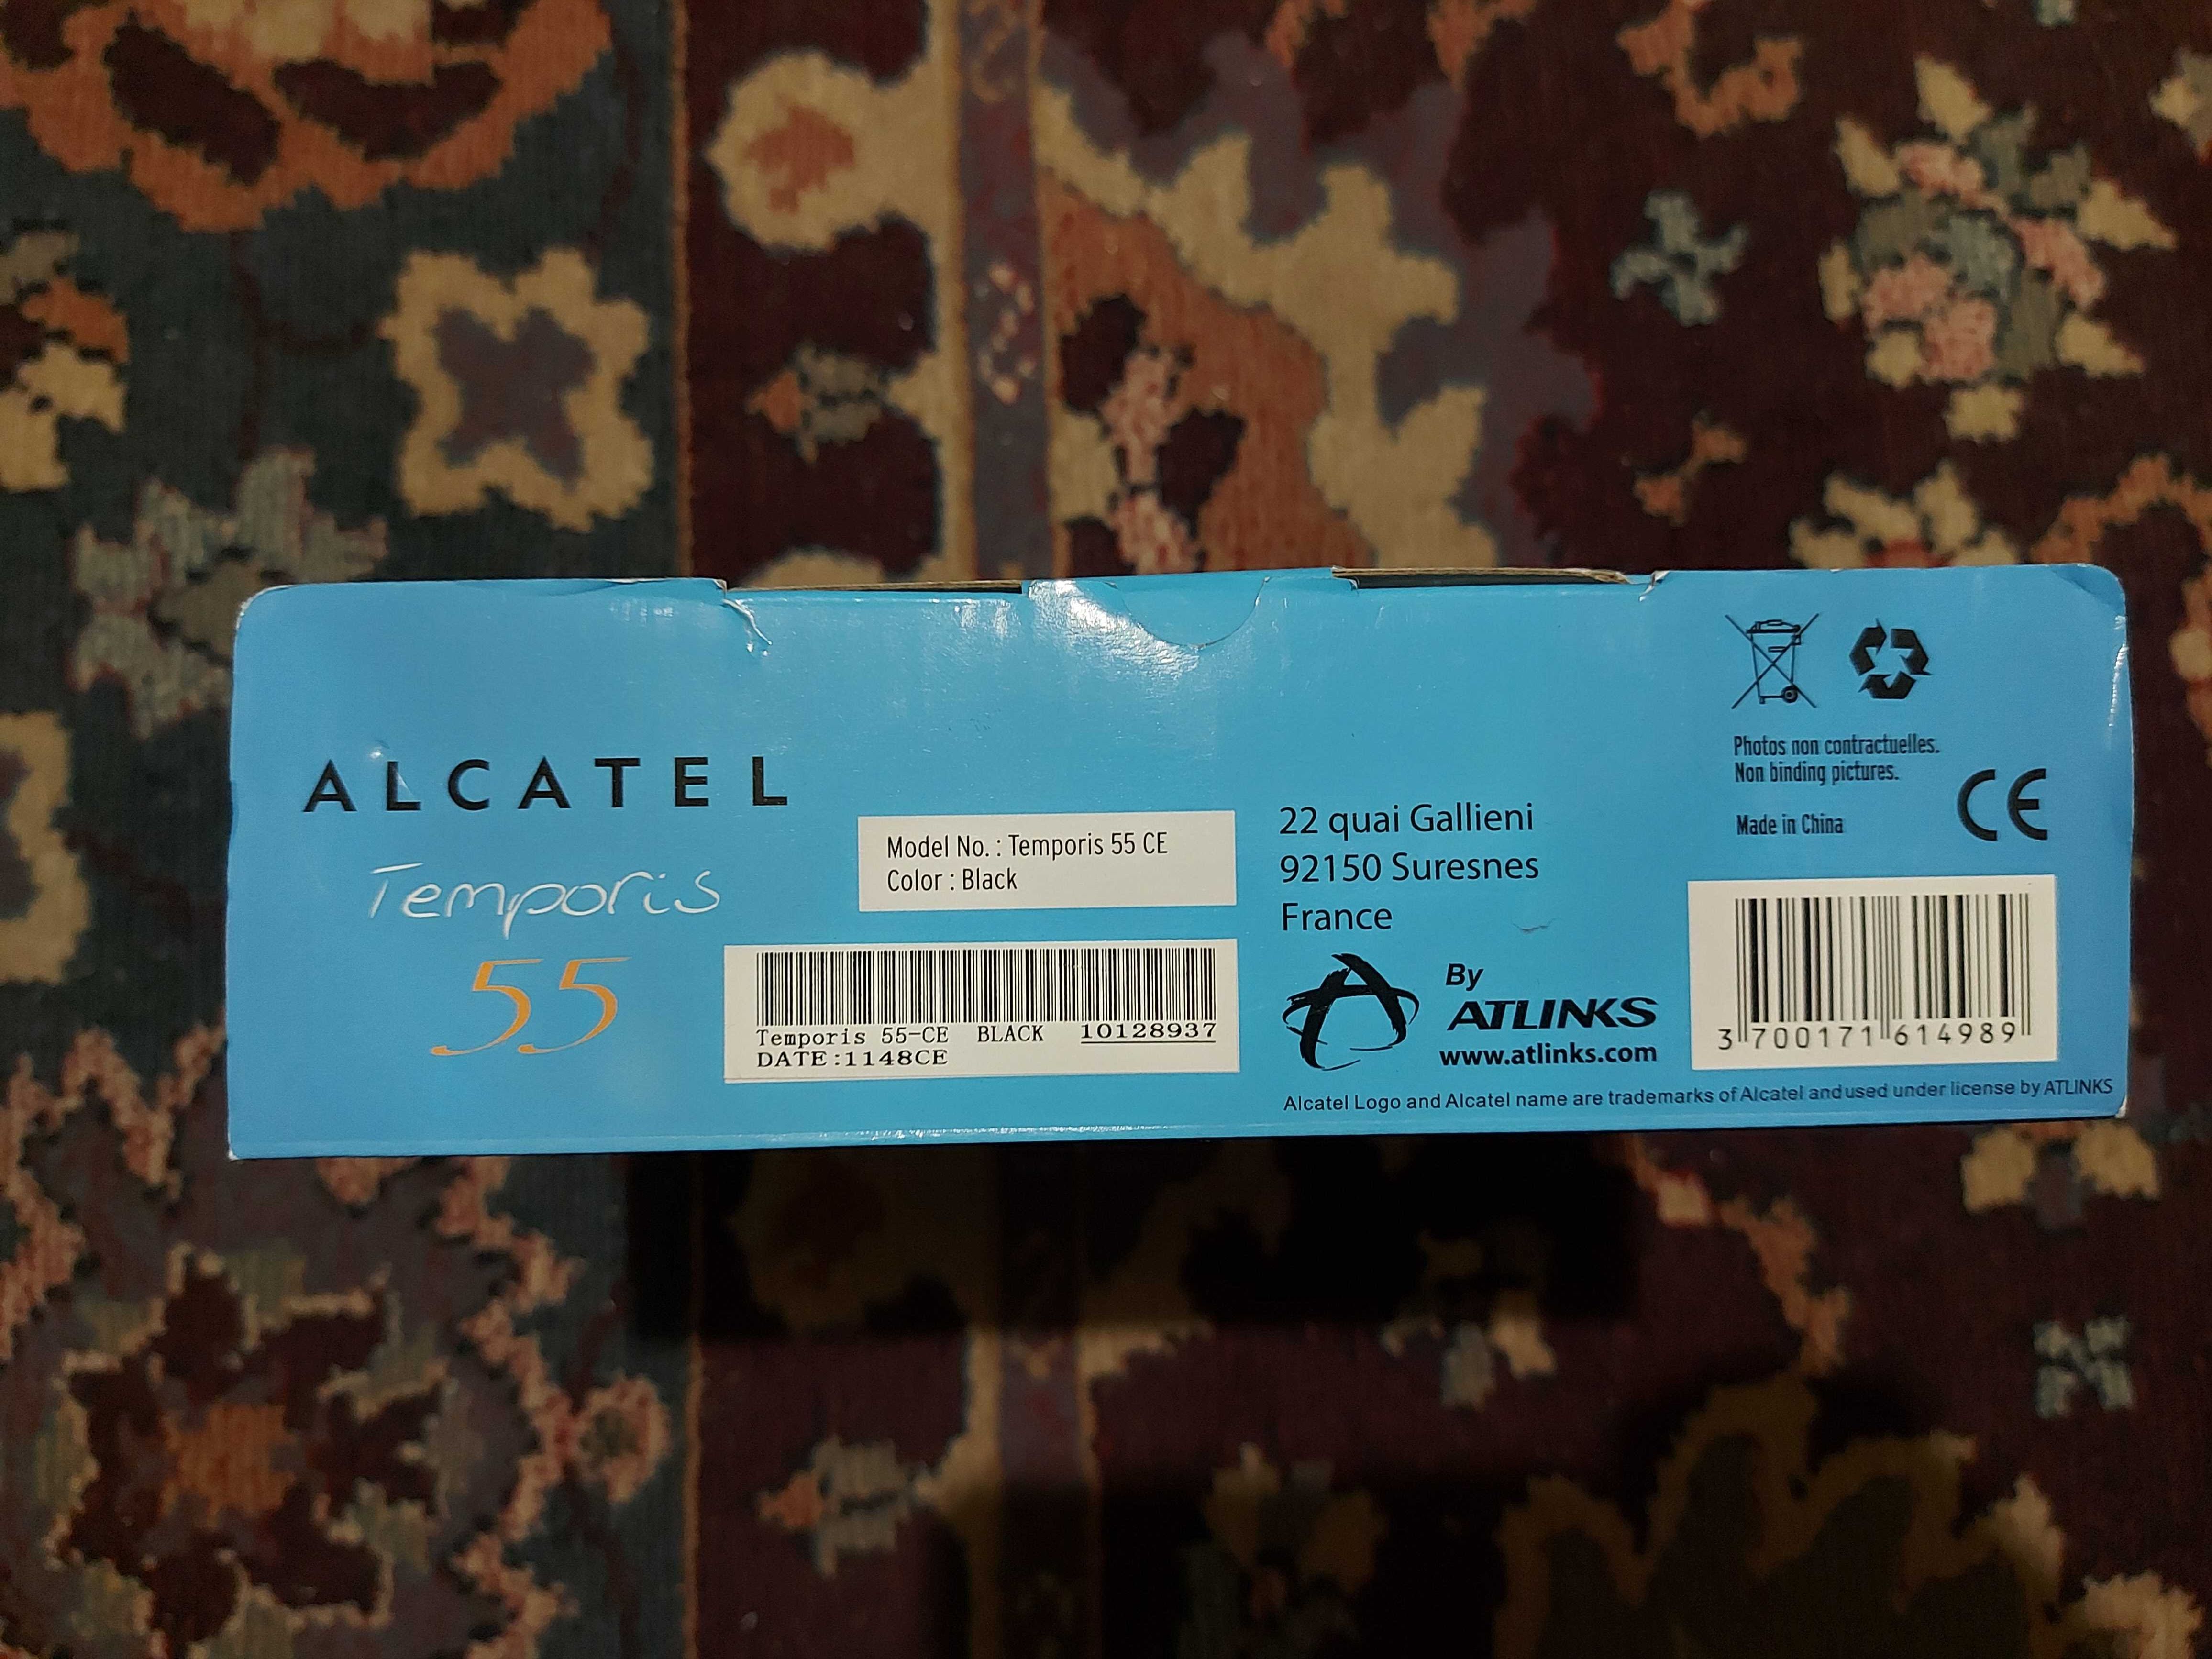 ALCATEL
Temporis
55
Model No. : Temporis 55 CE
Color : Black
Temporis 55-CE BLACK 10128937
DATE:1148CE
22 quai Gallieni
92150 Suresnes
France
By
ATLINKS
www.atlinks.com
Photos non contractuelles.
Non binding pictures.
Made in China
CE
3 700171 614989
Alcatel Logo and Alcatel name are trademarks of Alcatel and used under license by ATLINKS